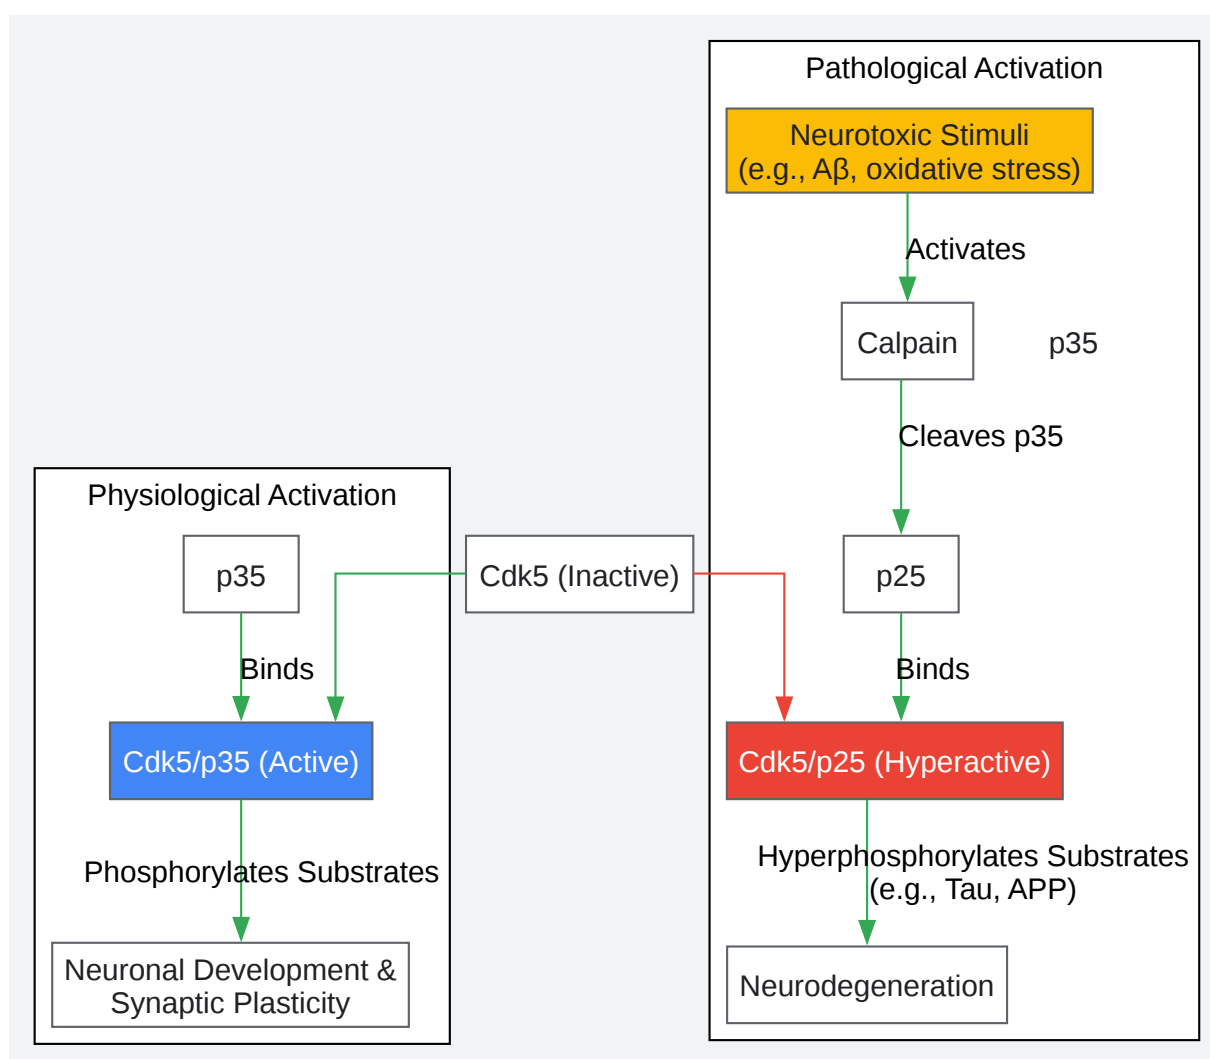 Pathological Activation
Neurotoxic Stimuli
(e.g., Aβ, oxidative stress)
Activates
Calpain
p35
Cleaves p35
Physiological Activation
p35
Cdk5 (Inactive)
p25
Binds
Binds
Cdk5/p35 (Active)
Cdk5/p25 (Hyperactive)
Phosphorylates Substrates
Hyperphosphorylates Substrates
(e.g., Tau, APP)
Neuronal Development &
Synaptic Plasticity
Neurodegeneration